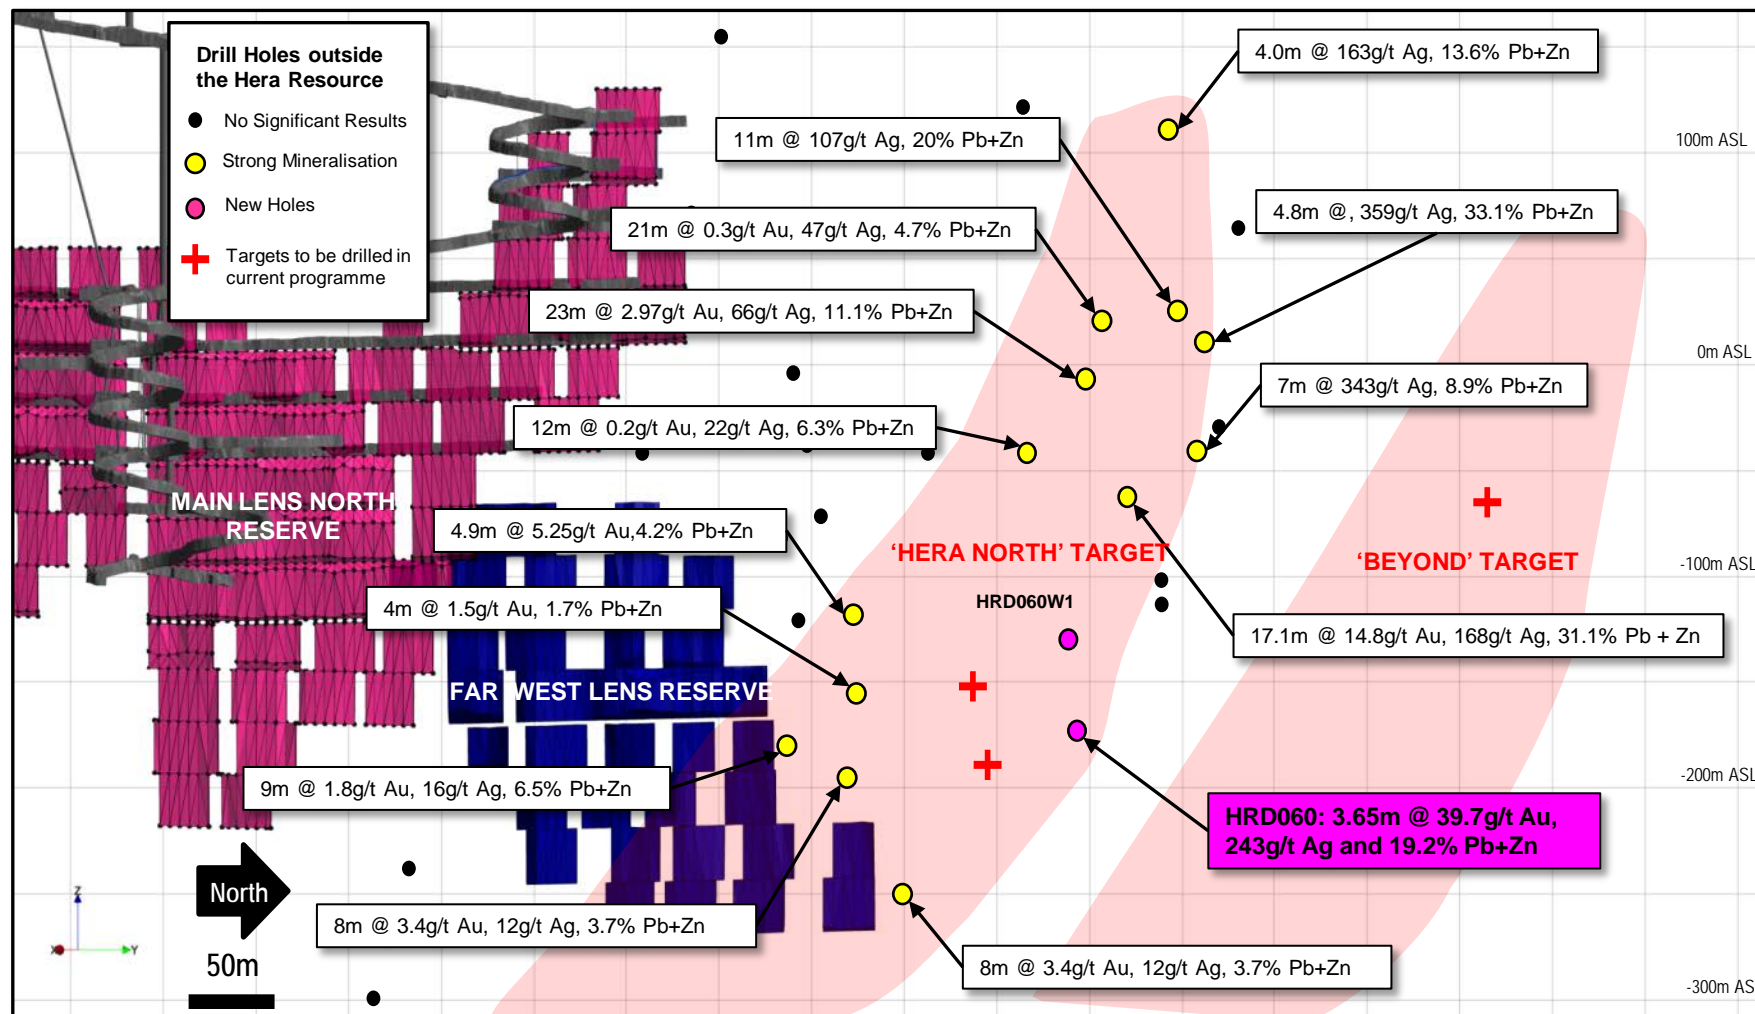 Drill Holes outside
the Hera Resource
No Significant Results
Strong Mineralisation
New Holes
Targets to be drilled in
current programme
4.0m @ 163g/t Ag, 13.6% Pb+Zn
11m @ 107g/t Ag, 20% Pb+Zn
100m ASL
4.8m @, 359g/t Ag, 33.1% Pb+Zn
21m @ 0.3g/t Au, 47g/t Ag, 4.7% Pb+Zn
23m @ 2.97g/t Au, 66g/t Ag, 11.1% Pb+Zn
0m ASL
7m @ 343g/t Ag, 8.9% Pb+Zn
12m @ 0.2g/t Au, 22g/t Ag, 6.3% Pb+Zn
MAIN LENS NORTH
RESERVE
4.9m @ 5.25g/t Au,4.2% Pb+Zn
‘HERA NORTH’ TARGET
‘BEYOND’ TARGET
-100m ASL
HRD060W1
4m @ 1.5g/t Au, 1.7% Pb+Zn
17.1m @ 14.8g/t Au, 168g/t Ag, 31.1% Pb + Zn
FAR WEST LENS RESERVE
9m @ 1.8g/t Au, 16g/t Ag, 6.5% Pb+Zn
-200m ASL
HRD060: 3.65m @ 39.7g/t Au,
243g/t Ag and 19.2% Pb+Zn
North
8m @ 3.4g/t Au, 12g/t Ag, 3.7% Pb+Zn
Z
X
Y
50m
8m @ 3.4g/t Au, 12g/t Ag, 3.7% Pb+Zn
-300m AS